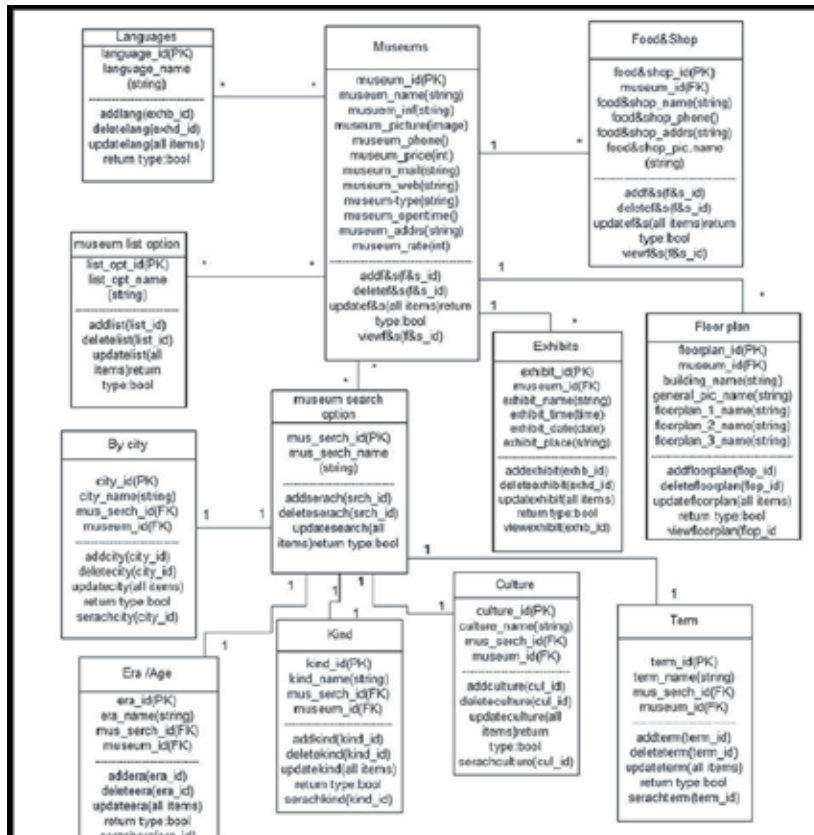 Languages
language_id(PK)
language_name
(string)
addlang(exhb_id)
deletelang(exhd_id)
updatelang(all items)
return type:bool
Museums
museum_id(PK)
museum_name(string)
musuem_inf(string)
museum_picture(image)
museum_phone()
museum_price(int)
museum_mail(string)
museum_web(string)
museum-type(string)
museum_opentime()
museum_addrs(string)
museum_rate(int)
addf&s(f&s_id)
deletef&s(f&s_id)
updatef&s(all items)return
type:bool
viewf&s(f&s_id)
Food&Shop
food&shop_id(PK)
museum_id(FK)
food&shop_name(string)
food&shop_phone()
food&shop_addrs(string)
food&shop_pic.name
(string)
addf&s(f&s_id)
deletef&s(f&s_id)
updatef&s(all items)return
type:bool
viewf&s(f&s_id)
* *
1 *
museum list option
list_opt_id(PK)
list_opt_name
(string)
addlist(list_id)
deletelist(list_id)
updatelist(all
items)return
type:bool
* *
1 *
1 *
Exhibits
exhibit_id(PK)
museum_id(FK)
exhibit_name(string)
exhibit_time(time)
exhibit_date(date)
exhibit_place(string)
addexhibit(exhb_id)
deleteexhibit(exhd_id)
updatexhibit(all items)
return type:bool
viewexhibit(exhb_id)
Floor plan
floorplan_id(PK)
museum_id(FK)
building_name(string)
general_pic_name(string)
floorplan_1_name(string)
floorplan_2_name(string)
floorplan_3_name(string)
addfloorplan(flop_id)
deletefloorplan(flop_id)
updatefloorplan(all items)
return type:bool
viewfloorplan(flop_id
*
*
museum search
option
mus_serch_id(PK)
mus_serch_name
(string)
addserach(srch_id)
deleteserach(srch_id)
updatesearch(all
items)return type:bool
By city
city_id(PK)
city_name(string)
mus_serch_id(FK)
museum_id(FK)
addcity(city_id)
deletecity(city_id)
updatecity(all items)
return type:bool
serachcity(city_id)
1 1
1
1 1 1
1 1 1 1
Era /Age
era_id(PK)
era_name(string)
mus_serch_id(FK)
museum_id(FK)
addera(era_id)
deleteera(era_id)
updateera(all items)
return type:bool
Kind
kind_id(PK)
kind_name(string)
mus_serch_id(FK)
museum_id(FK)
addkind(kind_id)
deletekind(kind_id)
updatekind(all items)
return type:bool
serachkind(kind_id)
Culture
culture_id(PK)
culture_name(string)
mus_serch_id(FK)
museum_id(FK)
addculture(cul_id)
deleteculture(cul_id)
updateculture(all
items)return
type:bool
serachculture(cul_id)
Term
term_id(PK)
term_name(string)
mus_serch_id(FK)
museum_id(FK)
addterm(term_id)
deleteterm(term_id)
updateterm(all items)
return type:bool
serachterm(term_id)